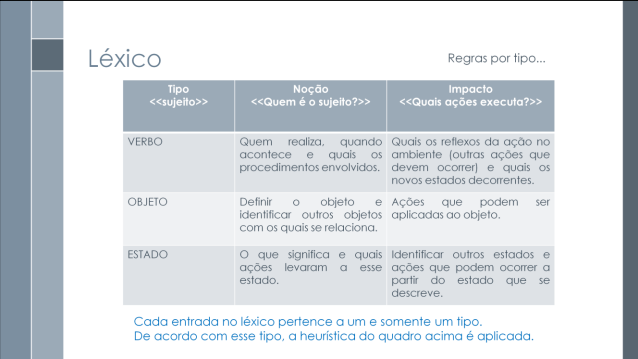 Léxico
Regras por tipo...
Tipo
<<sujeito>>
Noção
<<Quem é o sujeito?>>
Impacto
<<Quais ações executa?>>
VERBO
Quem realiza, quando
acontece e quais os
procedimentos envolvidos.
Quais os reflexos da ação no
ambiente (outras ações que
devem ocorrer) e quais os
novos estados decorrentes.
OBJETO
Definir o objeto e
identificar outros objetos
com os quais se relaciona.
Ações que podem ser
aplicadas ao objeto.
ESTADO
O que significa e quais
ações levaram a esse
estado.
Identificar outros estados e
ações que podem ocorrer a
partir do estado que se
descreve.
Cada entrada no léxico pertence a um e somente um tipo.
De acordo com esse tipo, a heurística do quadro acima é aplicada.